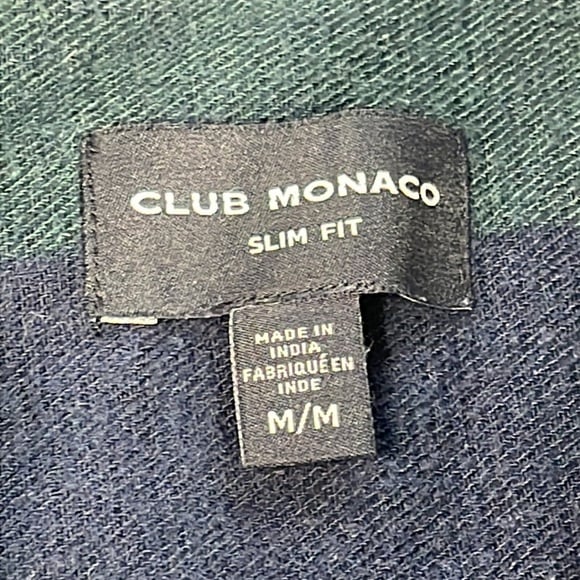 CLUB MONACO
SLIM FIT
MADE IN
INDIA
FABRIQUÉ EN
INDE
M/M